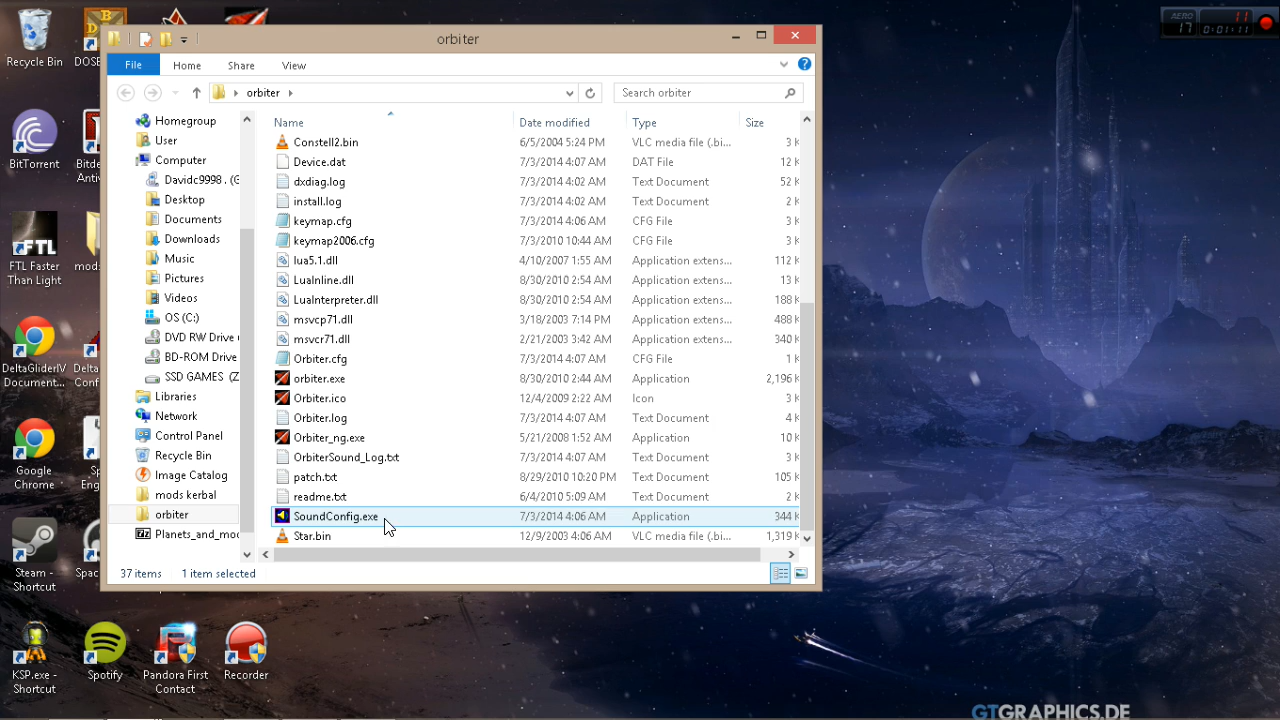 orbiter
File Home Share View
orbiter
Search orbiter
Name Date modified Type Size
Homegroup
User
Computer
Davidc9998 . (G
Desktop
Documents
Downloads
Music
Pictures
Videos
OS (C:)
DVD RW Drive
BD-ROM Drive
SSD GAMES (Z
Libraries
Network
Control Panel
Recycle Bin
Image Catalog
mods kerbal
orbiter
Planets_and_moo
Constell2.bin 6/5/2004 5:24 PM VLC media file (.bi... 3 K
Device.dat 7/3/2014 4:07 AM DAT File 12 K
dxdiag.log 7/3/2014 4:02 AM Text Document 52 K
install.log 7/3/2014 4:02 AM Text Document 2 K
keymap.cfg 7/3/2014 4:06 AM CFG File 3 K
keymap2006.cfg 7/3/2010 10:44 AM CFG File 3 K
lua5.1.dll 4/10/2007 1:55 AM Application extens... 112 K
LuaInline.dll 8/30/2010 2:54 AM Application extens... 13 K
LuaInterpreter.dll 8/30/2010 2:54 AM Application extens... 188 K
msvcp71.dll 3/18/2003 7:14 PM Application extens... 488 K
msvcr71.dll 2/21/2003 3:42 AM Application extens... 340 K
Orbiter.cfg 7/3/2014 4:07 AM CFG File 1 K
orbiter.exe 8/30/2010 2:44 AM Application 2,196 K
Orbiter.ico 12/4/2009 2:22 AM Icon 3 K
Orbiter.log 7/3/2014 4:07 AM Text Document 4 K
Orbiter_ng.exe 5/21/2008 1:52 AM Application 10 K
OrbiterSound_Log.txt 7/3/2014 4:07 AM Text Document
patch.txt 8/29/2010 10:20 PM Text Document 105 K
readme.txt 6/4/2010 5:09 AM Text Document 2 K
SoundConfig.exe 7/3/2014 4:06 AM Application 344 K
Star.bin 12/9/2003 4:06 AM VLC media file (.bi... 1,319 K
37 items 1 item selected
Recycle Bin
DOSB
BitTorrent
Bitde
Antiv
FTL
FTL Faster
Than Light
mods
DeltaGliderIV
Document...
Delta
Conf
Google
Chrome
Sp
Eng
Steam -
Shortcut
Spac
KSP.exe -
Shortcut
Spotify
Pandora First
Contact
Recorder
AERO
17
11
0:01:11
GTGRAPHICS.DE